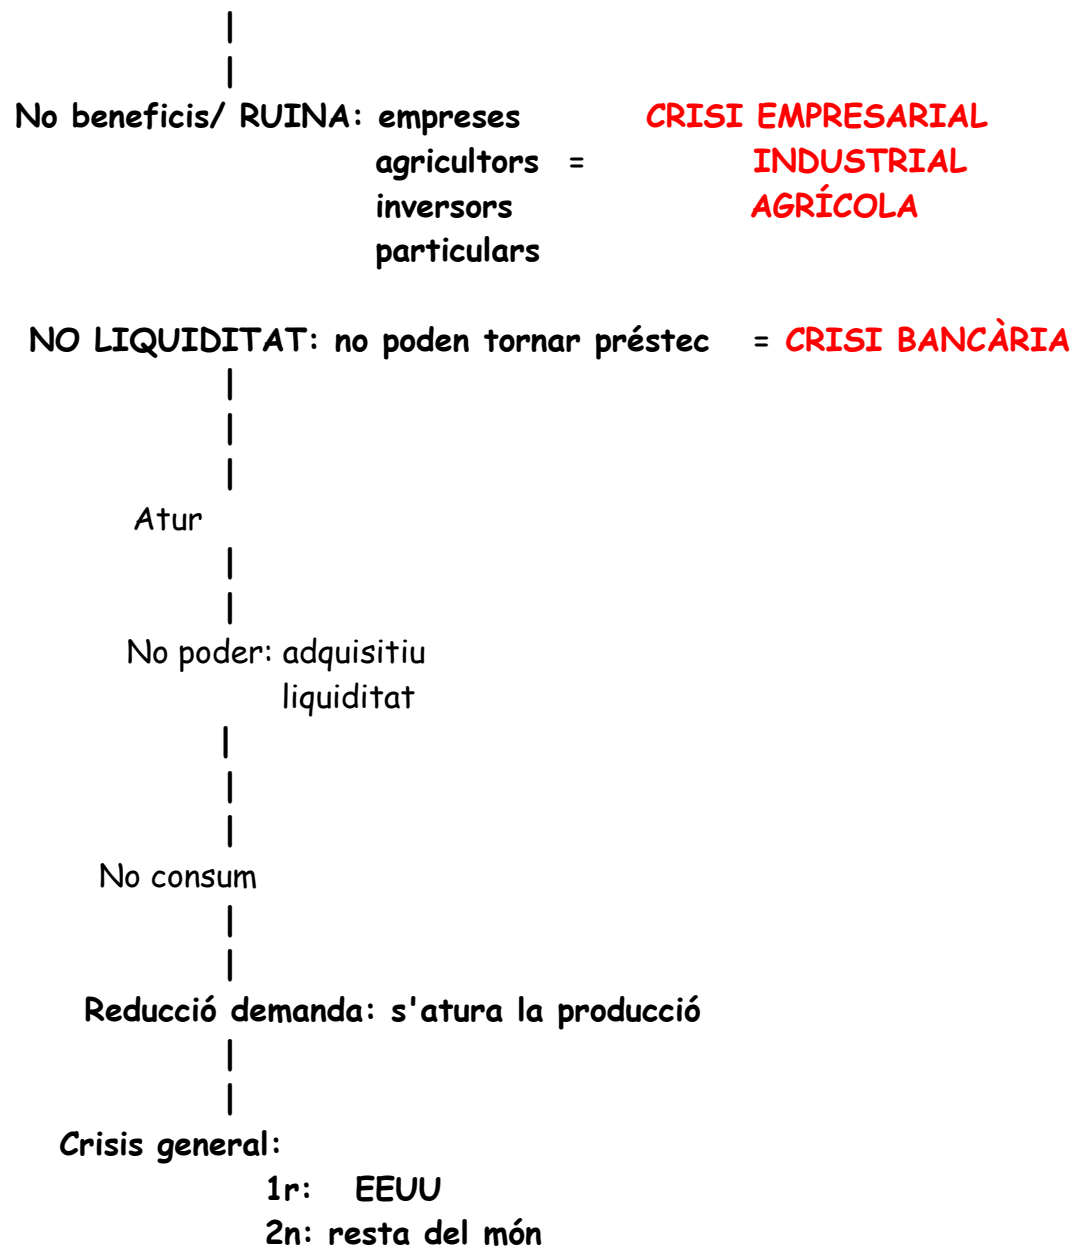 |
|
No beneficis/ RUINA: empreses CRISI EMPRESARIAL
agricultors = INDUSTRIAL
inversors AGRÍCOLA
particulars
NO LIQUIDITAT: no poden tornar préstec = CRISI BANCÀRIA
|
|
|
Atur
|
|
No poder: adquisitiu
liquiditat
|
|
|
No consum
|
|
Reducció demanda: s'atura la producció
|
|
Crisis general:
1r: EEUU
2n: resta del món